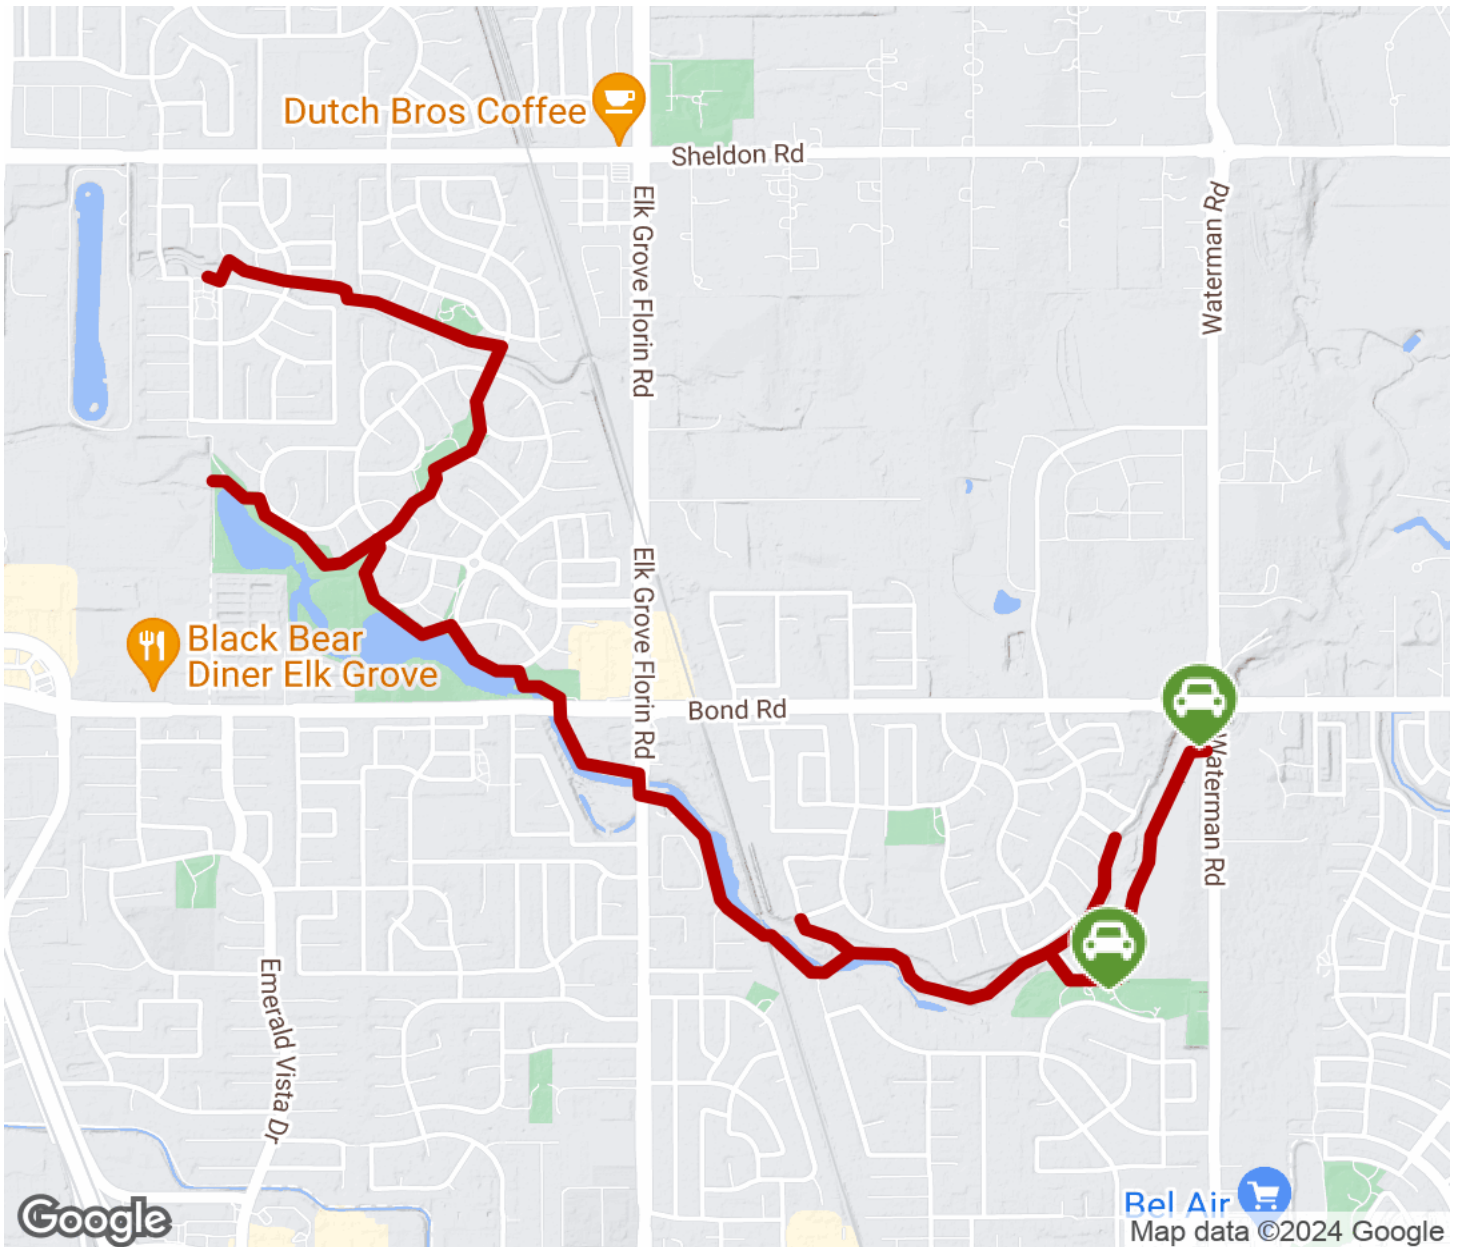 Dutch Bros Coffee
Sheldon Rd
Elk Grove Florin Rd
Waterman Rd
Elk Grove Florin Rd
Black Bear
Diner Elk Grove
Bond Rd
Waterman Rd
Emerald Vista Dr
Bel Air
Google
Map data ©2024 Google